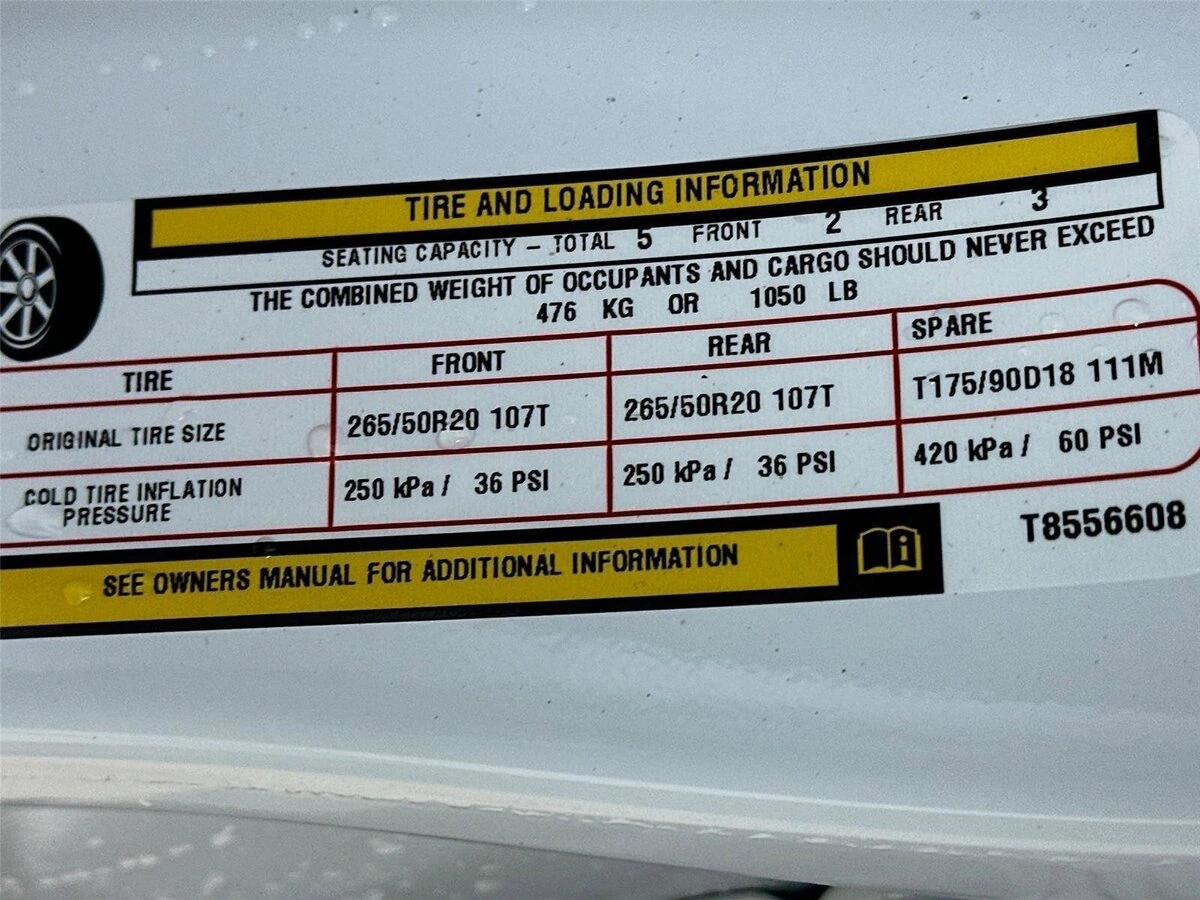 TIRE AND LOADING INFORMATION
SEATING CAPACITY – TOTAL 5 FRONT 2 REAR 3
THE COMBINED WEIGHT OF OCCUPANTS AND CARGO SHOULD NEVER EXCEED
476 KG OR 1050 LB
TIRE FRONT REAR SPARE
ORIGINAL TIRE SIZE 265/50R20 107T 265/50R20 107T T175/90D18 111M
COLD TIRE INFLATION
PRESSURE 250 kPa / 36 PSI 250 kPa / 36 PSI 420 kPa / 60 PSI
SEE OWNERS MANUAL FOR ADDITIONAL INFORMATION
T8556608